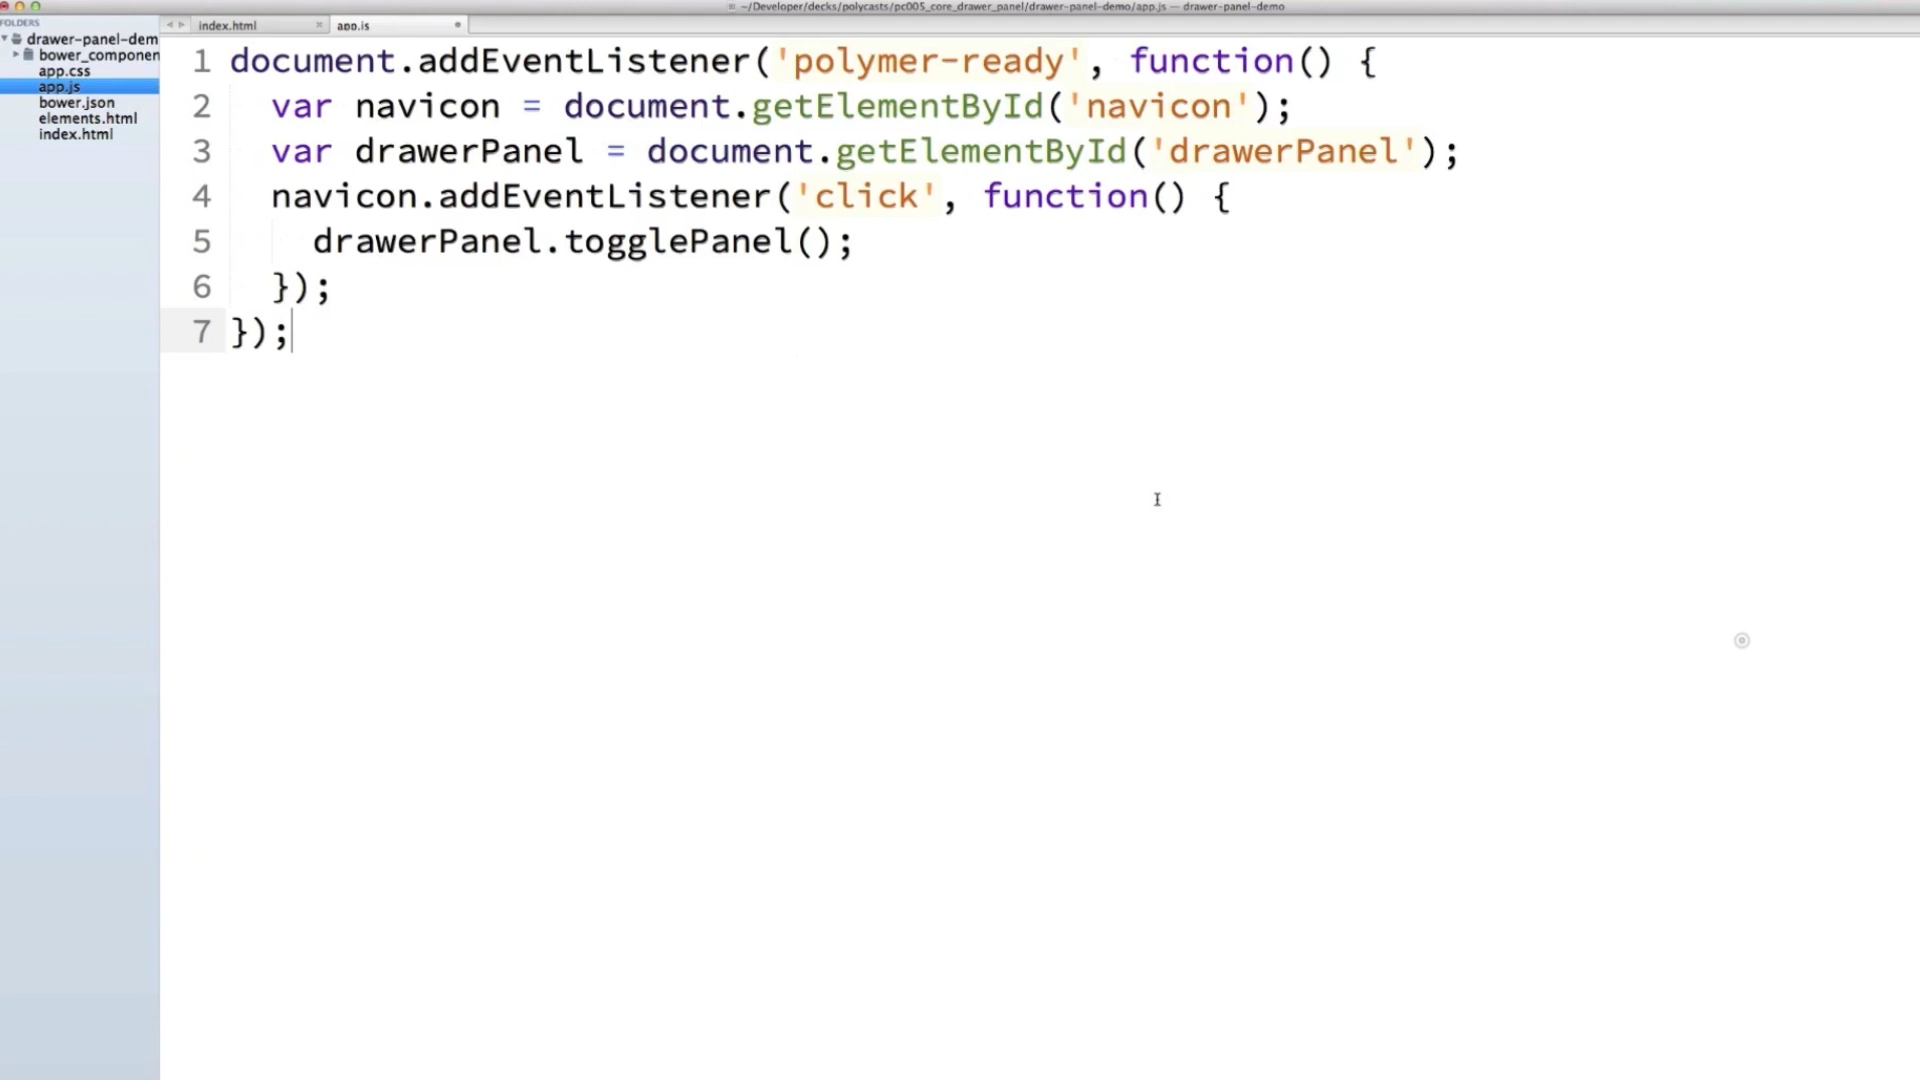 ~/Developer/decks/polycasts/pc005_core_drawer_panel/drawer-panel-demo/app.js — drawer-panel-demo
FOLDERS
drawer-panel-dem
bower_componen
app.css
app.js
bower.json
elements.html
index.html
index.html
app.js
1 document.addEventListener('polymer-ready', function() {
2 var navicon = document.getElementById('navicon');
3 var drawerPanel = document.getElementById('drawerPanel');
4 navicon.addEventListener('click', function() {
5 drawerPanel.togglePanel();
6 });
7 });